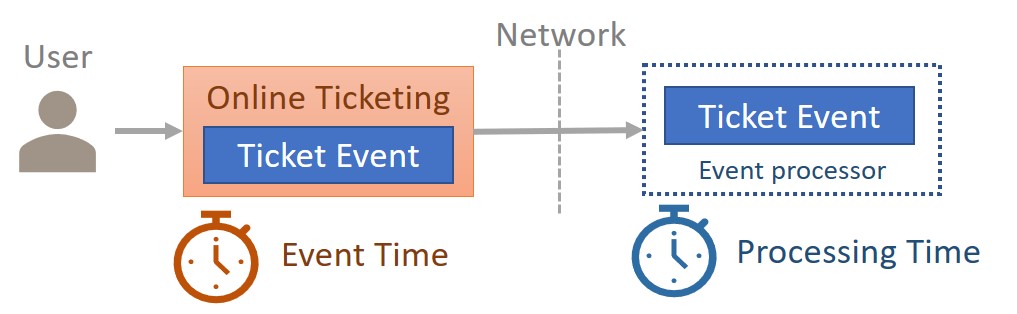 User
Network
Online Ticketing
Ticket Event
Ticket Event
Event processor
Event Time
Processing Time